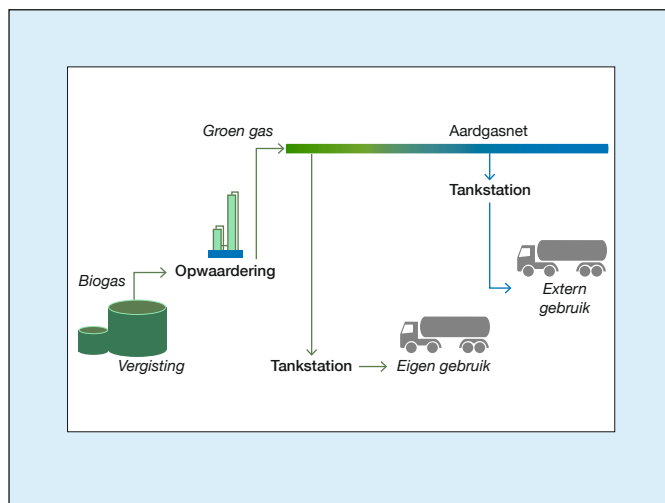 Groen gas
Aardgasnet
Tankstation
Biogas
Opwaardering
Extern
gebruik
Vergisting
Tankstation
Eigen gebruik